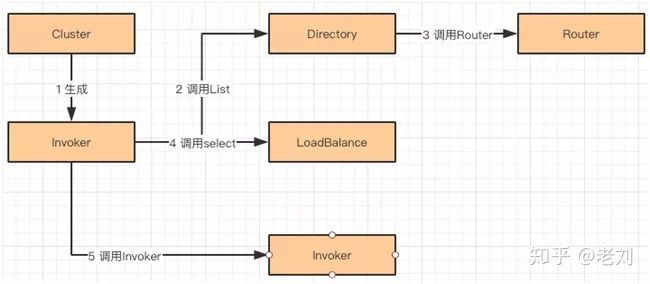 Cluster
Directory
3 调用Router
Router
1 生成
2 调用List
Invoker
4 调用select
LoadBalance
5 调用Invoker
Invoker
知乎 @老刘